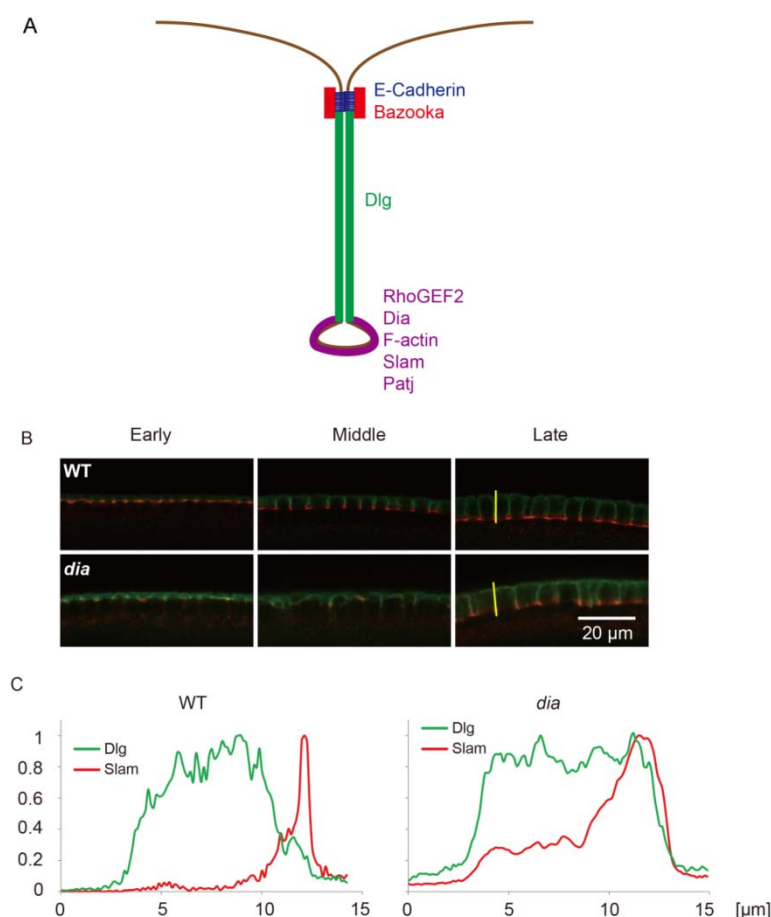 A
E-Cadherin
Bazooka
Dlg
RhoGEF2
Dia
F-actin
Slam
Patj
B
Early Middle Late
WT
dia
20 µm
C
WT dia
Dlg
Slam
Dlg
Slam
1
0.8
0.6
0.4
0.2
0
0 5 10 15 0 5 10 15 [µm]